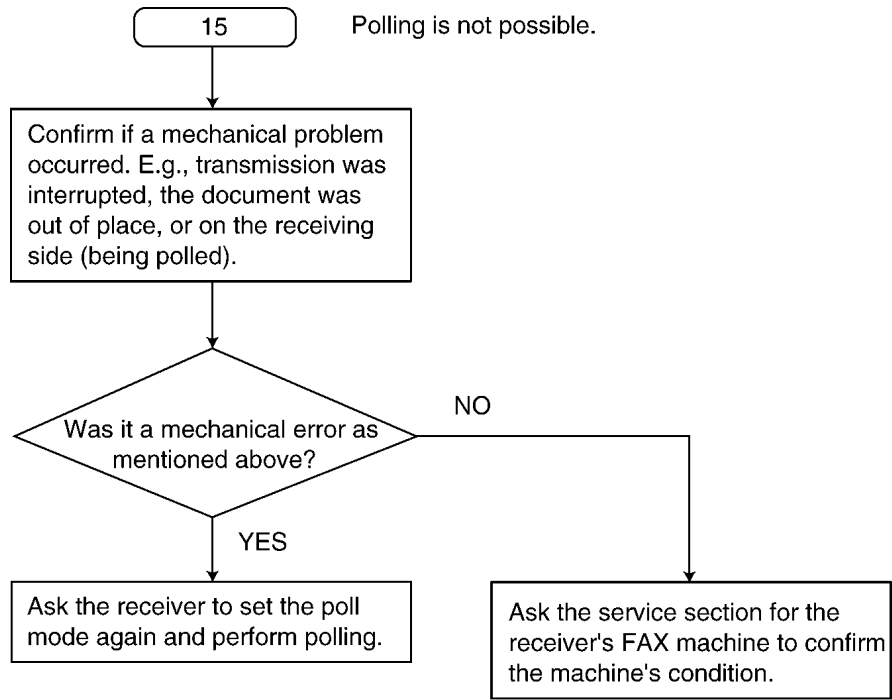 15
Polling is not possible.
Confirm if a mechanical problem
occurred. E.g., transmission was
interrupted, the document was
out of place, or on the receiving
side (being polled).
Was it a mechanical error as
mentioned above?
NO
YES
Ask the receiver to set the poll
mode again and perform polling.
Ask the service section for the
receiver's FAX machine to confirm
the machine's condition.